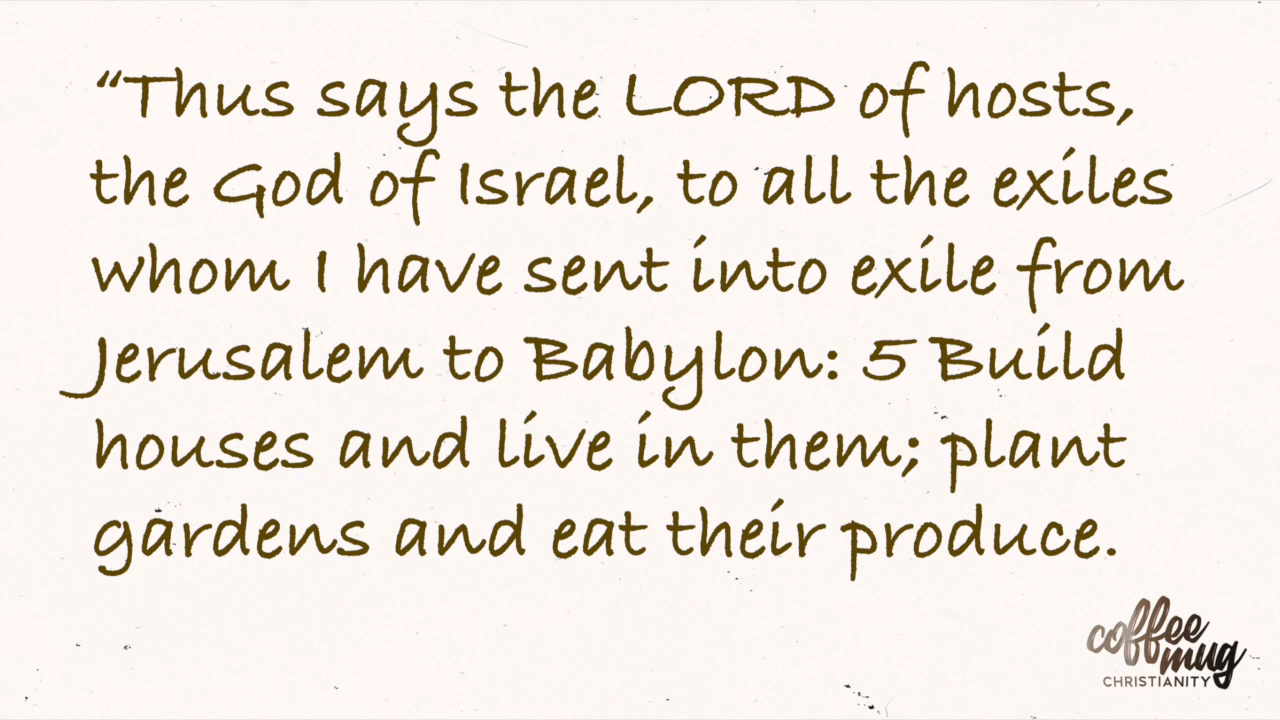 “Thus says the LORD of hosts,
the God of Israel, to all the exiles
whom I have sent into exile from
Jerusalem to Babylon: 5 Build
houses and live in them; plant
gardens and eat their produce.
coffee
mug
CHRISTIANITY